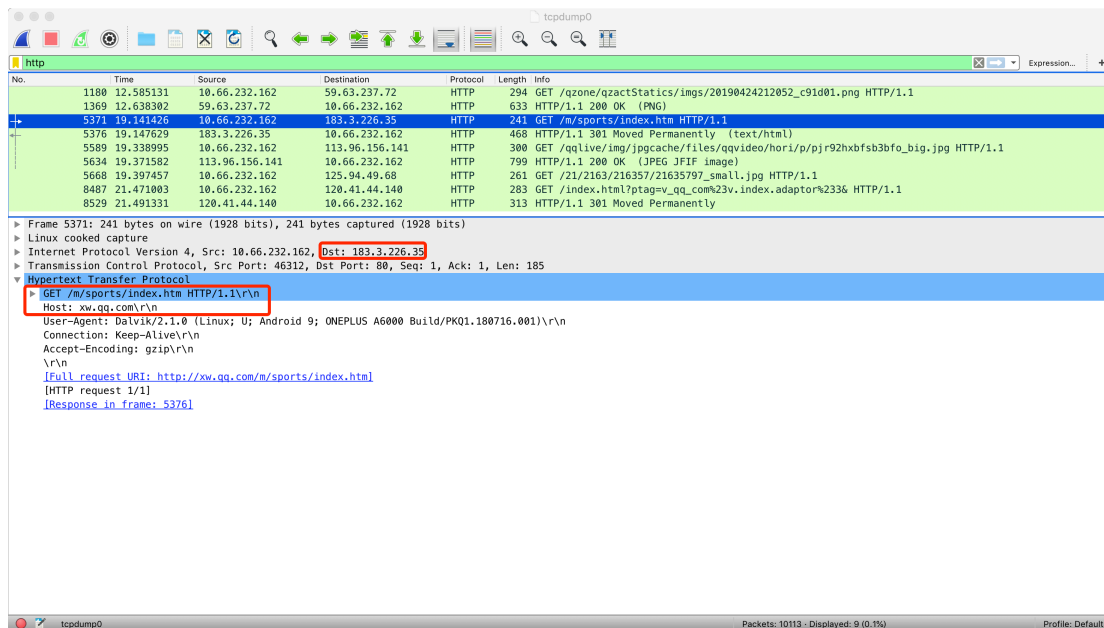 tcpdump0
http
Expression...
+
No. Time Source Destination Protocol Length Info
1180 12.585131 10.66.232.162 59.63.237.72 HTTP 294 GET /qzone/qzactStatics/imgs/20190424212052_c91d01.png HTTP/1.1
1369 12.638302 59.63.237.72 10.66.232.162 HTTP 633 HTTP/1.1 200 OK (PNG)
5371 19.141426 10.66.232.162 183.3.226.35 HTTP 241 GET /m/sports/index.htm HTTP/1.1
5376 19.147629 183.3.226.35 10.66.232.162 HTTP 468 HTTP/1.1 301 Moved Permanently (text/html)
5589 19.338995 10.66.232.162 113.96.156.141 HTTP 300 GET /qqlive/img/jpgcache/files/qqvideo/hori/p/pjr92hxbfsb3bfo_big.jpg HTTP/1.1
5634 19.371582 113.96.156.141 10.66.232.162 HTTP 799 HTTP/1.1 200 OK (JPEG JFIF image)
5668 19.397457 10.66.232.162 125.94.49.68 HTTP 261 GET /21/2163/216357/21635797_small.jpg HTTP/1.1
8487 21.471003 10.66.232.162 120.41.44.140 HTTP 283 GET /index.html?ptag=v_qq_com%23v.index.adaptor%233& HTTP/1.1
8529 21.491331 120.41.44.140 10.66.232.162 HTTP 313 HTTP/1.1 301 Moved Permanently
Frame 5371: 241 bytes on wire (1928 bits), 241 bytes captured (1928 bits)
Linux cooked capture
Internet Protocol Version 4, Src: 10.66.232.162, Dst: 183.3.226.35
Transmission Control Protocol, Src Port: 46312, Dst Port: 80, Seq: 1, Ack: 1, Len: 185
Hypertext Transfer Protocol
GET /m/sports/index.htm HTTP/1.1\r\n
Host: xw.qq.com\r\n
User-Agent: Dalvik/2.1.0 (Linux; U; Android 9; ONEPLUS A6000 Build/PKQ1.180716.001)\r\n
Connection: Keep-Alive\r\n
Accept-Encoding: gzip\r\n
\r\n
[Full request URI: http://xw.qq.com/m/sports/index.htm]
[HTTP request 1/1]
[Response in frame: 5376]
tcpdump0
Packets: 10113 · Displayed: 9 (0.1%)
Profile: Default